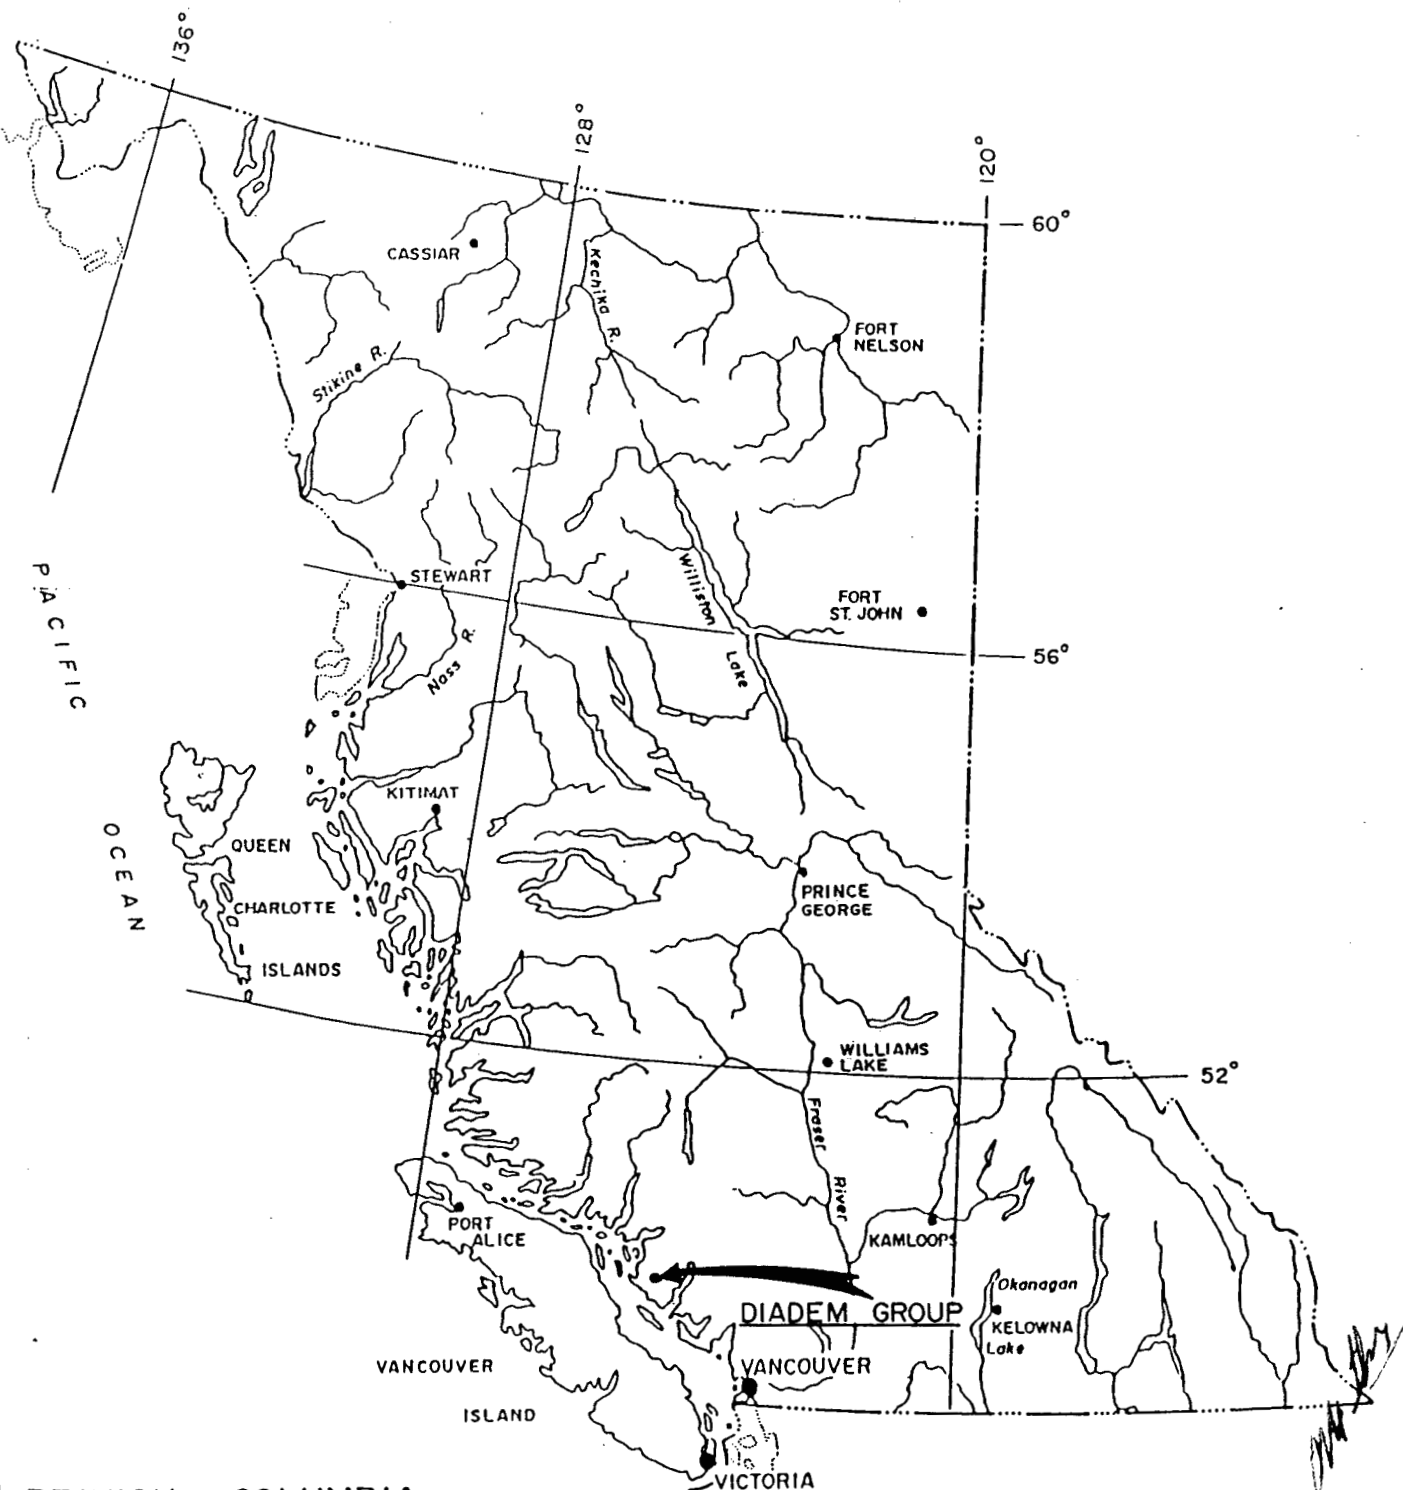 136°
128°
120°
60°
CASSIAR
Kechika R.
FORT
NELSON
Stikine R.
STEWART
PACIFIC
OCEAN
Williston
Lake
FORT
ST. JOHN
56°
Nass R.
KITIMAT
QUEEN
CHARLOTTE
ISLANDS
PRINCE
GEORGE
WILLIAMS
LAKE
52°
Fraser
River
PORT
ALICE
KAMLOOPS
DIADEM GROUP
Okanagan
KELOWNA
Lake
VANCOUVER
ISLAND
VANCOUVER
VICTORIA